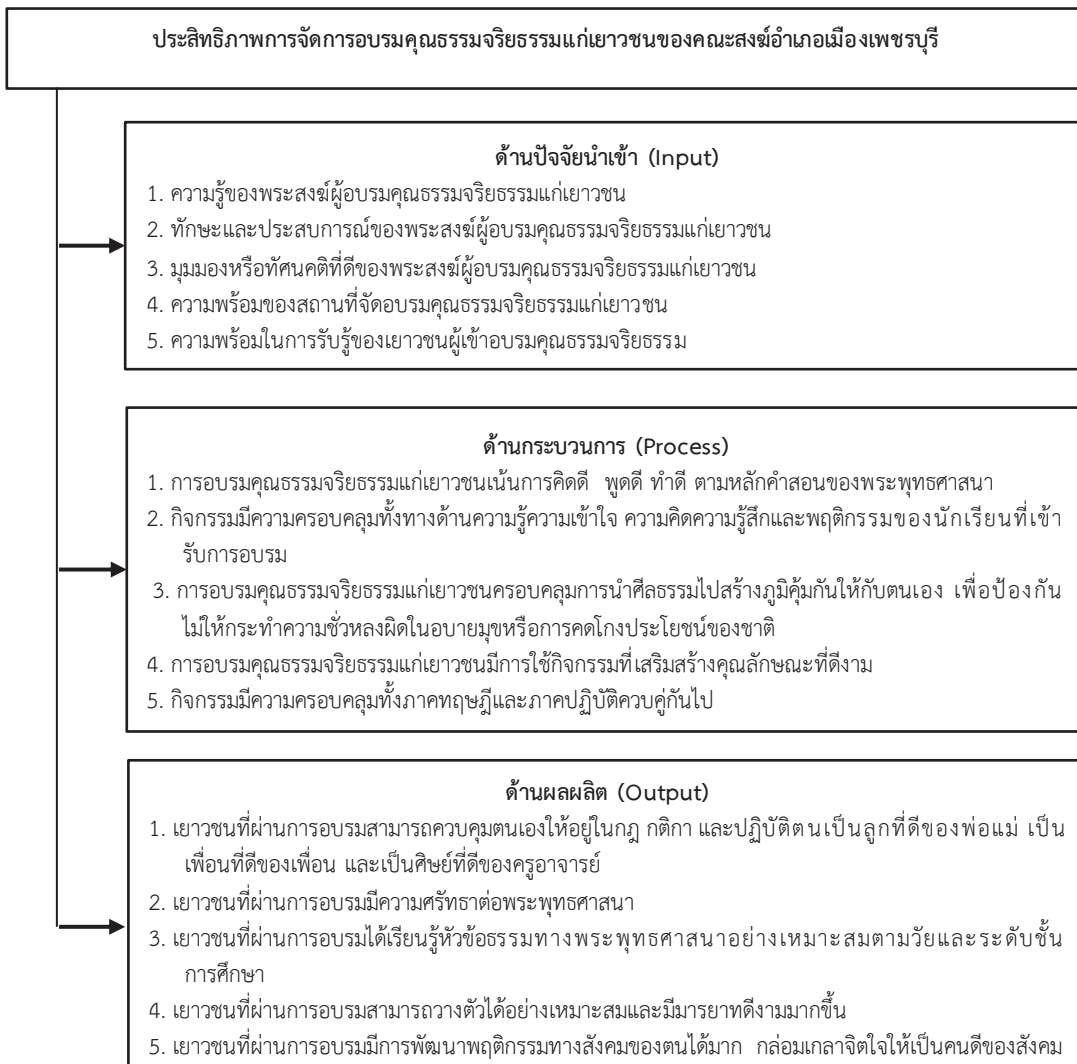 ประสิทธิภาพการจัดการอบรมคุณธรรมจริยธรรมแก่เยาวชนของคณะสงฆ์อำเภอเมืองเพชรบุรี
ด้านปัจจัยนำเข้า (Input)
1. ความรู้ของพระสงฆ์ผู้อบรมคุณธรรมจริยธรรมแก่เยาวชน
2. ทักษะและประสบการณ์ของพระสงฆ์ผู้อบรมคุณธรรมจริยธรรมแก่เยาวชน
3. มุมมองหรือทัศนคติที่ดีของพระสงฆ์ผู้อบรมคุณธรรมจริยธรรมแก่เยาวชน
4. ความพร้อมของสถานที่จัดอบรมคุณธรรมจริยธรรมแก่เยาวชน
5. ความพร้อมในการรับรู้ของเยาวชนผู้เข้าอบรมคุณธรรมจริยธรรม
ด้านกระบวนการ (Process)
1. การอบรมคุณธรรมจริยธรรมแก่เยาวชนเน้นการคิดดี พูดดี ทำดี ตามหลักคำสอนของพระพุทธศาสนา
2. กิจกรรมมีความครอบคลุมทั้งทางด้านความรู้ความเข้าใจ ความคิดความรู้สึกและพฤติกรรมของนักเรียนที่เข้า
รับการอบรม
3. การอบรมคุณธรรมจริยธรรมแก่เยาวชนครอบคลุมการนำศีลธรรมไปสร้างภูมิคุ้มกันให้กับตนเอง เพื่อป้องกัน
ไม่ให้กระทำความชั่วหลงผิดในอบายมุขหรือการคดโกงประโยชน์ของชาติ
4. การอบรมคุณธรรมจริยธรรมแก่เยาวชนมีการใช้กิจกรรมที่เสริมสร้างคุณลักษณะที่ดีงาม
5. กิจกรรมมีความครอบคลุมทั้งภาคทฤษฎีและภาคปฏิบัติควบคู่กันไป
ด้านผลผลิต (Output)
1. เยาวชนที่ผ่านการอบรมสามารถควบคุมตนเองให้อยู่ในกฎ กติกา และปฏิบัติตนเป็นลูกที่ดีของพ่อแม่ เป็น
เพื่อนที่ดีของเพื่อน และเป็นศิษย์ที่ดีของครูอาจารย์
2. เยาวชนที่ผ่านการอบรมมีความศรัทธาต่อพระพุทธศาสนา
3. เยาวชนที่ผ่านการอบรมได้เรียนรู้หัวข้อธรรมทางพระพุทธศาสนาอย่างเหมาะสมตามวัยและระดับชั้น
การศึกษา
4. เยาวชนที่ผ่านการอบรมสามารถวางตัวได้อย่างเหมาะสมและมีมารยาทดีงามมากขึ้น
5. เยาวชนที่ผ่านการอบรมมีการพัฒนาพฤติกรรมทางสังคมของตนได้มาก กล่อมเกลาจิตใจให้เป็นคนดีของสังคม